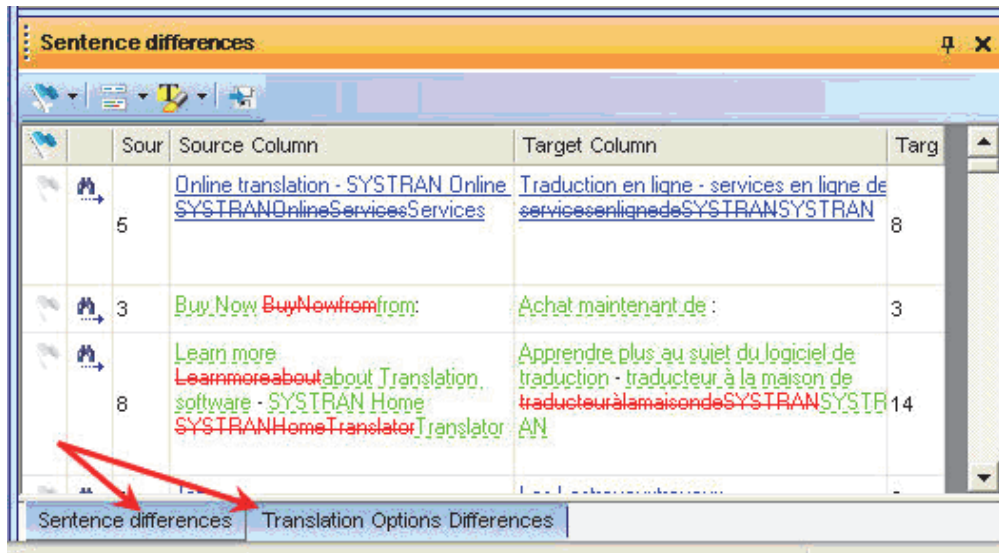 Sentence differences
Sour Source Column Target Column Targ
Online translation - SYSTRAN Online Traduction en ligne - services en ligne de
SYSTRANOnlineServicesServices servicesenlignedeSYSTRANSYSTRAN
5 8
3 Buy Now BuyNowfromfrom: Achat maintenant de : 3
Learn more Apprendre plus au sujet du logiciel de
Learnmoreaboutabout Translation traduction - traducteur à la maison de
8 software - SYSTRAN Home traducteuràlamaisondeSYSTRANSYSTR 14
SYSTRANHomeTranslatorTranslator AN
Sentence differences Translation Options Differences